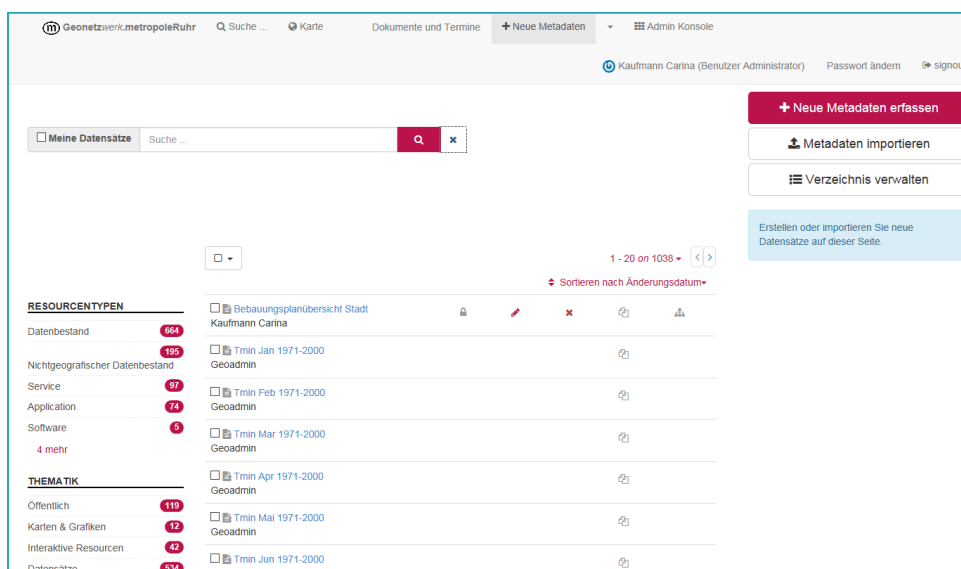 m Geonetzwerk.metropoleRuhr Suche ... Karte Dokumente und Termine Neue Metadaten Admin Konsole
Kaufmann Carina (Benutzer Administrator) Passwort ändern signou
Neue Metadaten erfassen
Meine Datensätze Suche ...
Metadaten importieren
Verzeichnis verwalten
Erstellen oder importieren Sie neue
Datensätze auf dieser Seite.
1 - 20 on 1038
Sortieren nach Änderungsdatum
RESOURCENTYPEN
Datenbestand 664
195
Nichtgeografischer Datenbestand
Service 97
Application 74
Software 5
4 mehr
THEMATIK
Öffentlich 119
Karten & Grafiken 12
Interaktive Resourcen 42
Datensätze 534
Bebauungsplanübersicht Stadt
Kaufmann Carina
Tmin Jan 1971-2000
Geoadmin
Tmin Feb 1971-2000
Geoadmin
Tmin Mar 1971-2000
Geoadmin
Tmin Apr 1971-2000
Geoadmin
Tmin Mai 1971-2000
Geoadmin
Tmin Jun 1971-2000